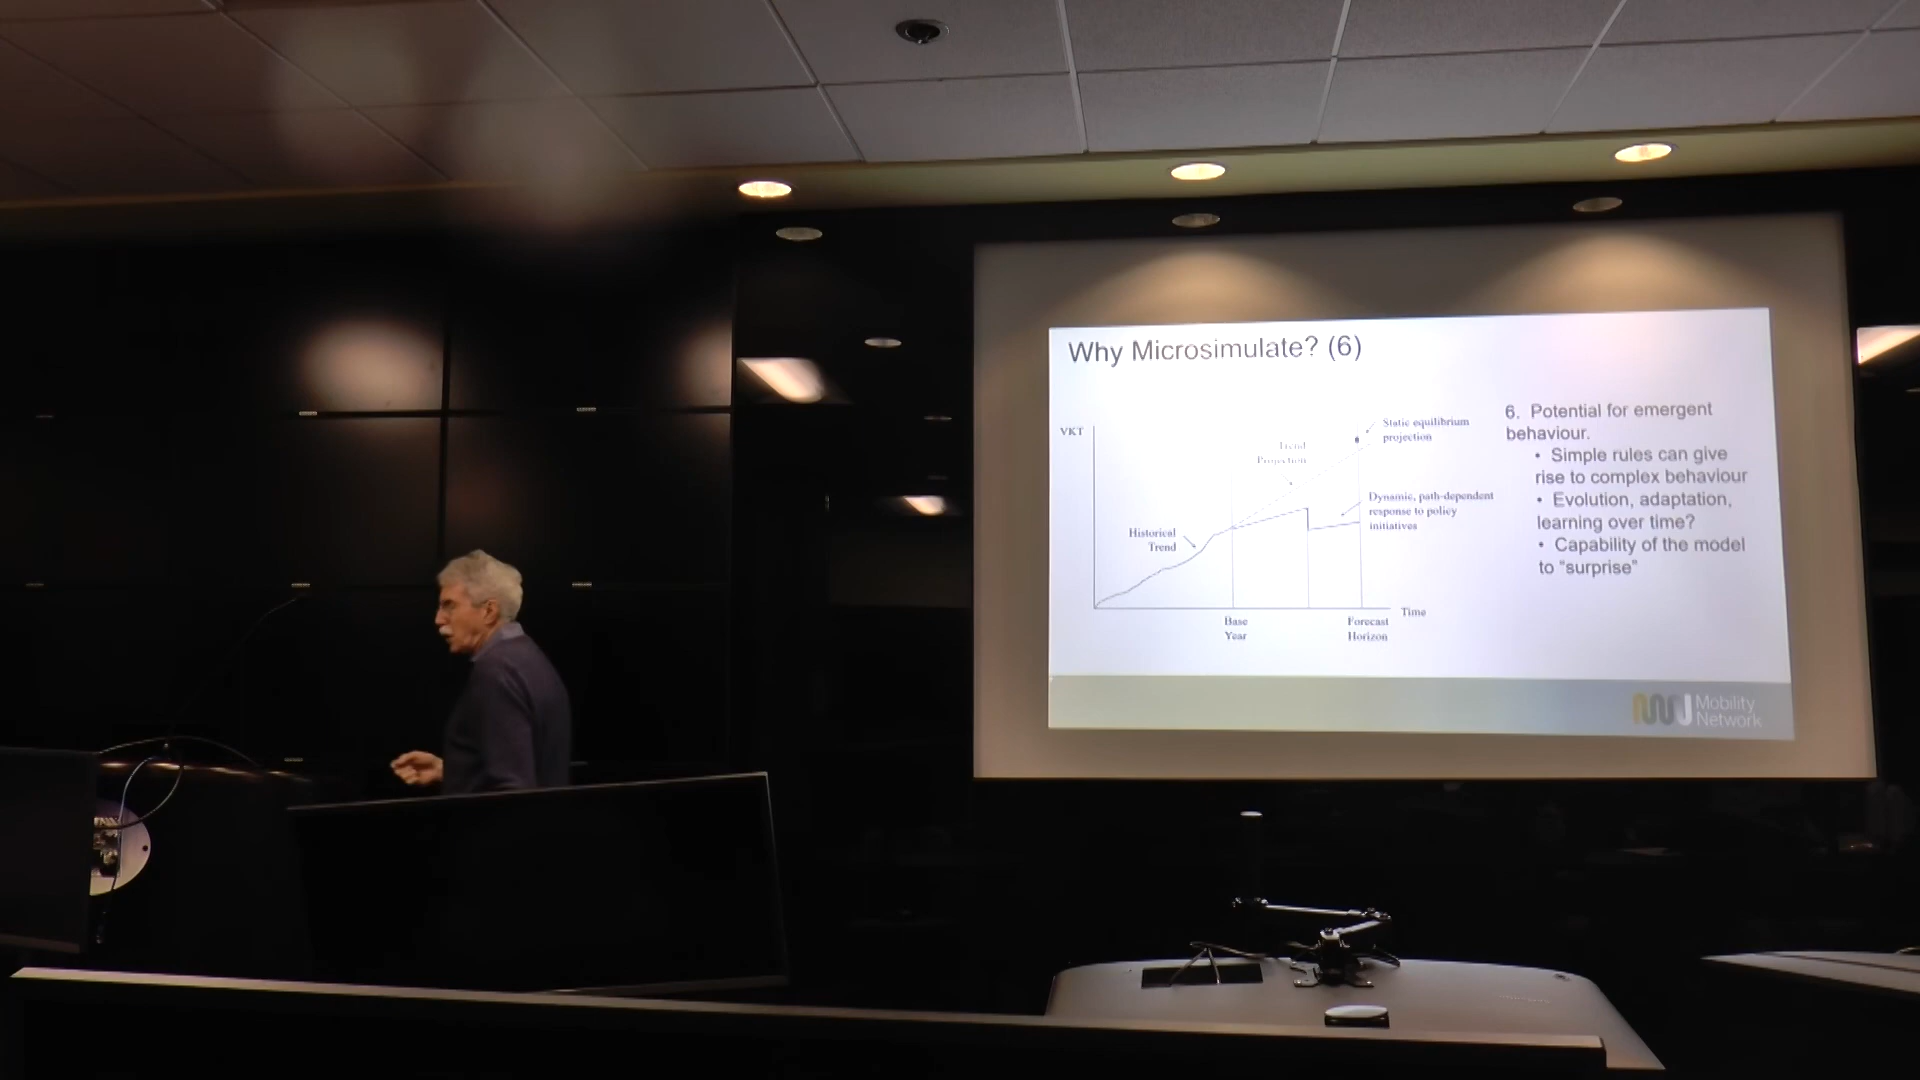 Why Microsimulate? (6)
VKT
Static equilibrium
projection
Trend
Projection
Dynamic, path-dependent
response to policy
initiatives
Historical
Trend
Time
Base
Year
Forecast
Horizon
6. Potential for emergent
behaviour.
• Simple rules can give
rise to complex behaviour
• Evolution, adaptation,
learning over time?
• Capability of the model
to “surprise”
Mobility
Network